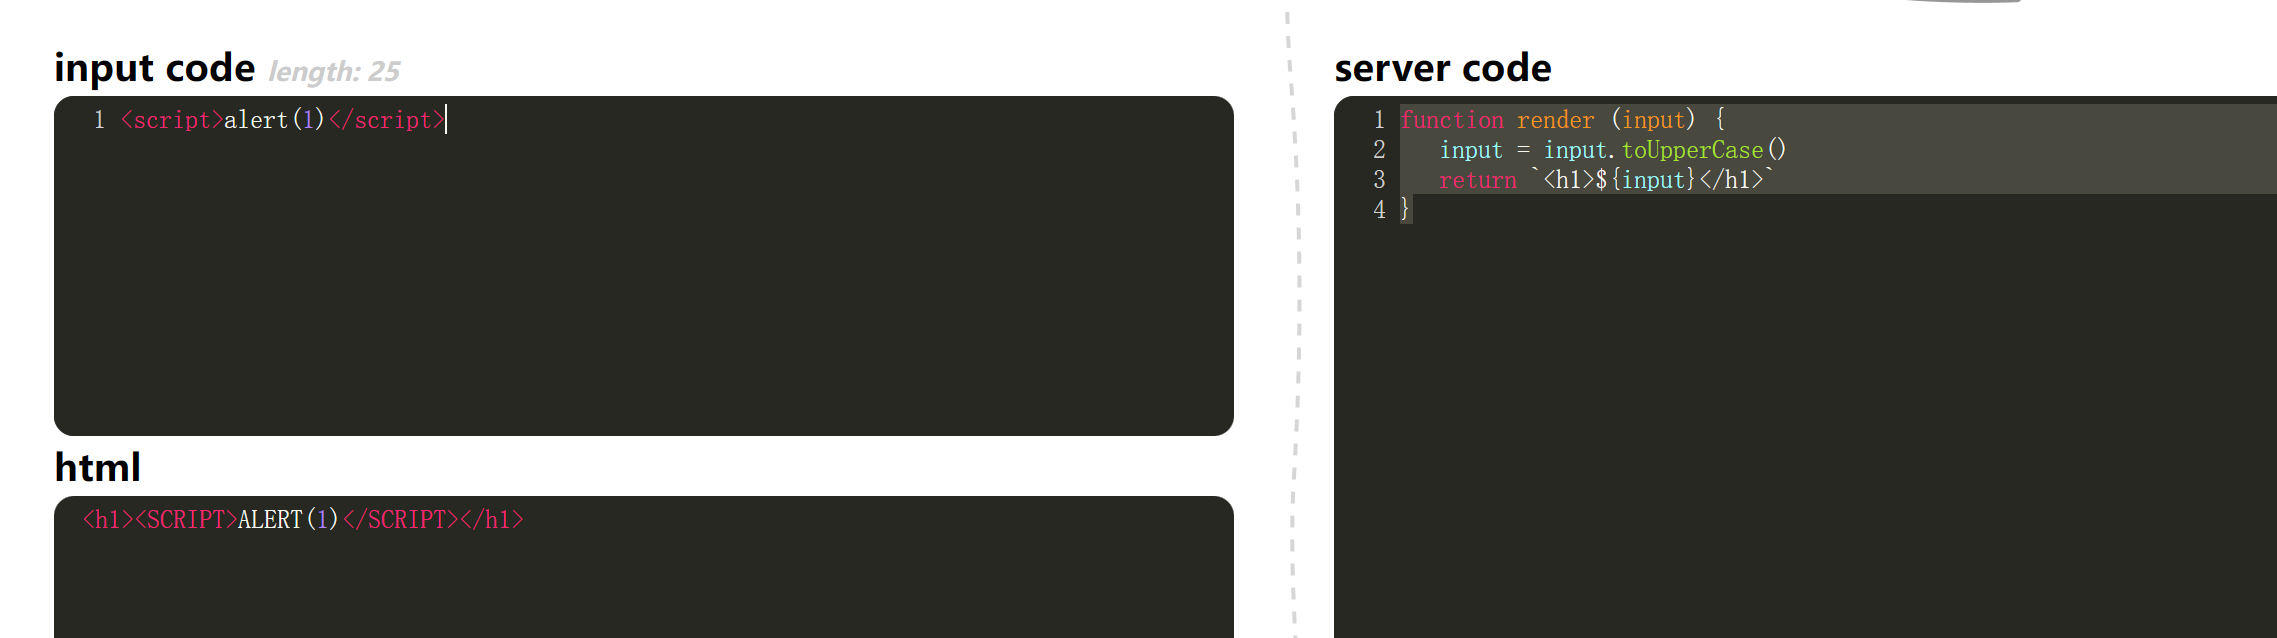 input code length: 25
1 <script>alert(1)</script>
html
<h1><SCRIPT>ALERT(1)</SCRIPT></h1>
server code
1 function render (input) {
2 input = input.toUpperCase()
3 return `<h1>${input}</h1>`
4 }